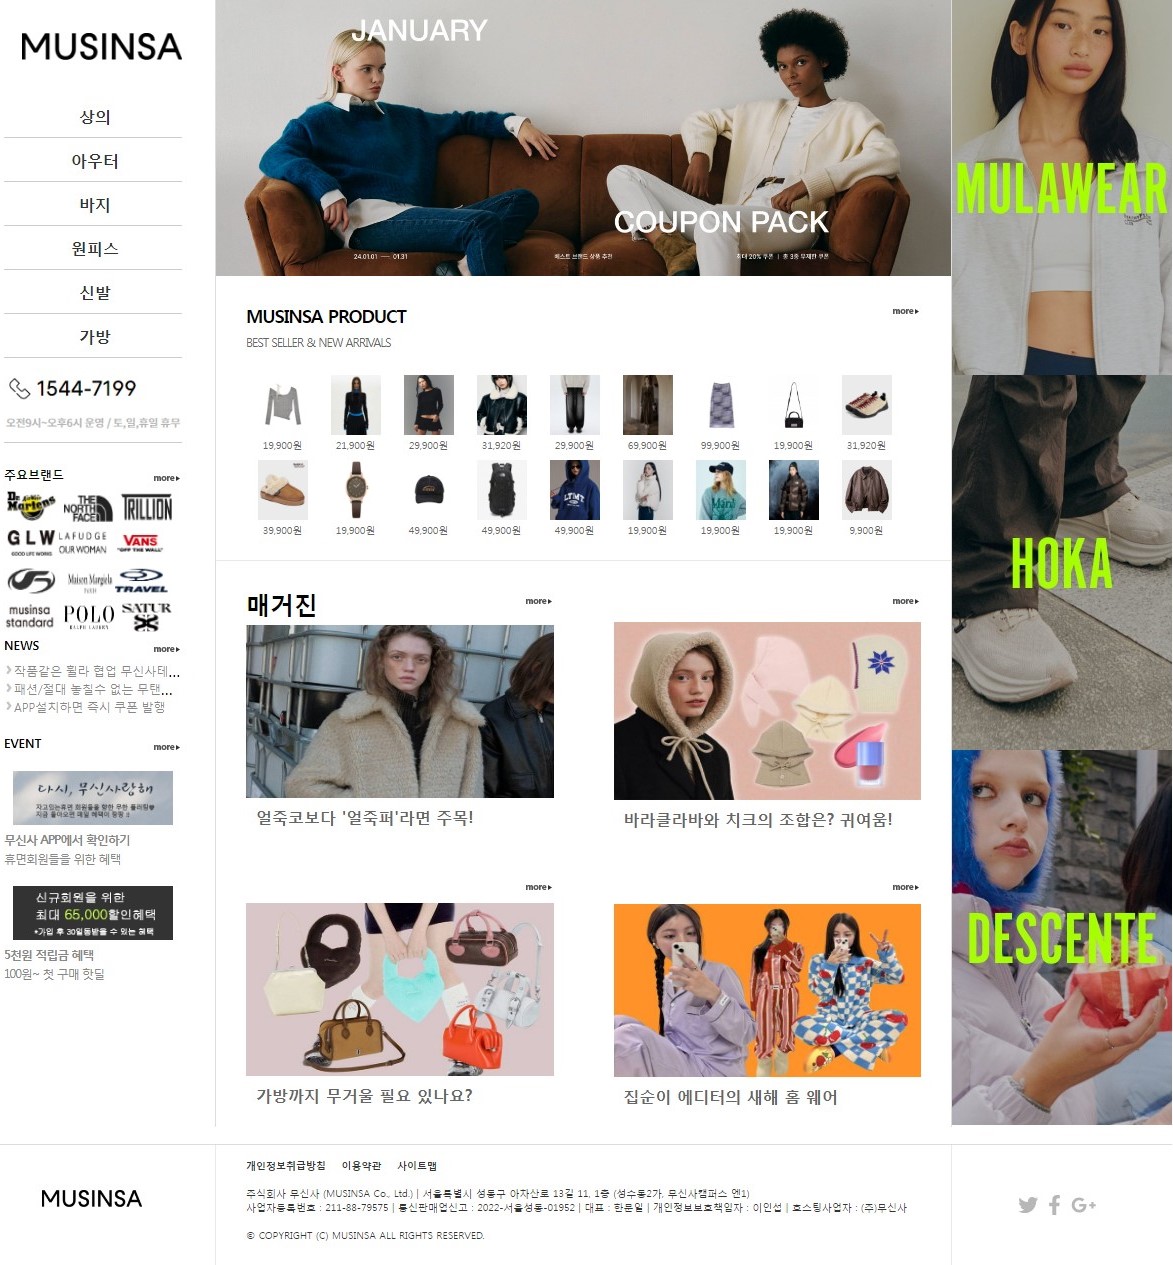 MUSINSA
상의
아우터
바지
원피스
신발
가방
1544-7199
오전9시~오후6시 운영 / 토,일,휴일 휴무
주요브랜드
more
Dr. Martens
THE NORTH FACE
TRILLION
GLW
GOOD LIFE WORKS
LAFUDGE
OUR WOMAN
VANS
"OFF THE WALL"
Maison Margiela
PARIS
TRAVEL
musinsa
standard
POLO
RALPH LAUREN
SATUR
NEWS
more
작품같은 휠라 협업 무신사테...
패션/절대 놓칠수 없는 무탠...
APP설치하면 즉시 쿠폰 발행
EVENT
more
다시, 무신사랑해
무신사 APP에서 확인하기
휴면회원들을 위한 혜택
신규회원을 위한
최대 65,000할인혜택
*가입 후 30일동받을 수 있는 혜택
5천원 적립금 혜택
100원~ 첫 구매 핫딜
JANUARY
COUPON PACK
24.01.01 — 01.31
베스트 브랜드 상품 추천
최대 20% 쿠폰 | 총 3종 무제한 쿠폰
MUSINSA PRODUCT
more
BEST SELLER & NEW ARRIVALS
19,900원
21,900원
29,900원
31,920원
29,900원
69,900원
99,900원
19,900원
31,920원
39,900원
19,900원
49,900원
49,900원
49,900원
19,900원
19,900원
19,900원
9,900원
매거진
more
more
얼죽코보다 '얼죽퍼'라면 주목!
바라클라바와 치크의 조합은? 귀여움!
more
more
가방까지 무거울 필요 있나요?
집순이 에디터의 새해 홈 웨어
MULAWEAR
HOKA
DESCENTE
MUSINSA
개인정보취급방침 이용약관 사이트맵
주식회사 무신사 (MUSINSA Co., Ltd.) | 서울특별시 성동구 아차산로 13길 11, 1층 (성수동2가, 무신사캠퍼스 엔1)
사업자등록번호 : 211-88-79575 | 통신판매업신고 : 2022-서울성동-01952 | 대표 : 한문일 | 개인정보보호책임자 : 이인섭 | 호스팅사업자 : (주)무신사
© COPYRIGHT (C) MUSINSA ALL RIGHTS RESERVED.